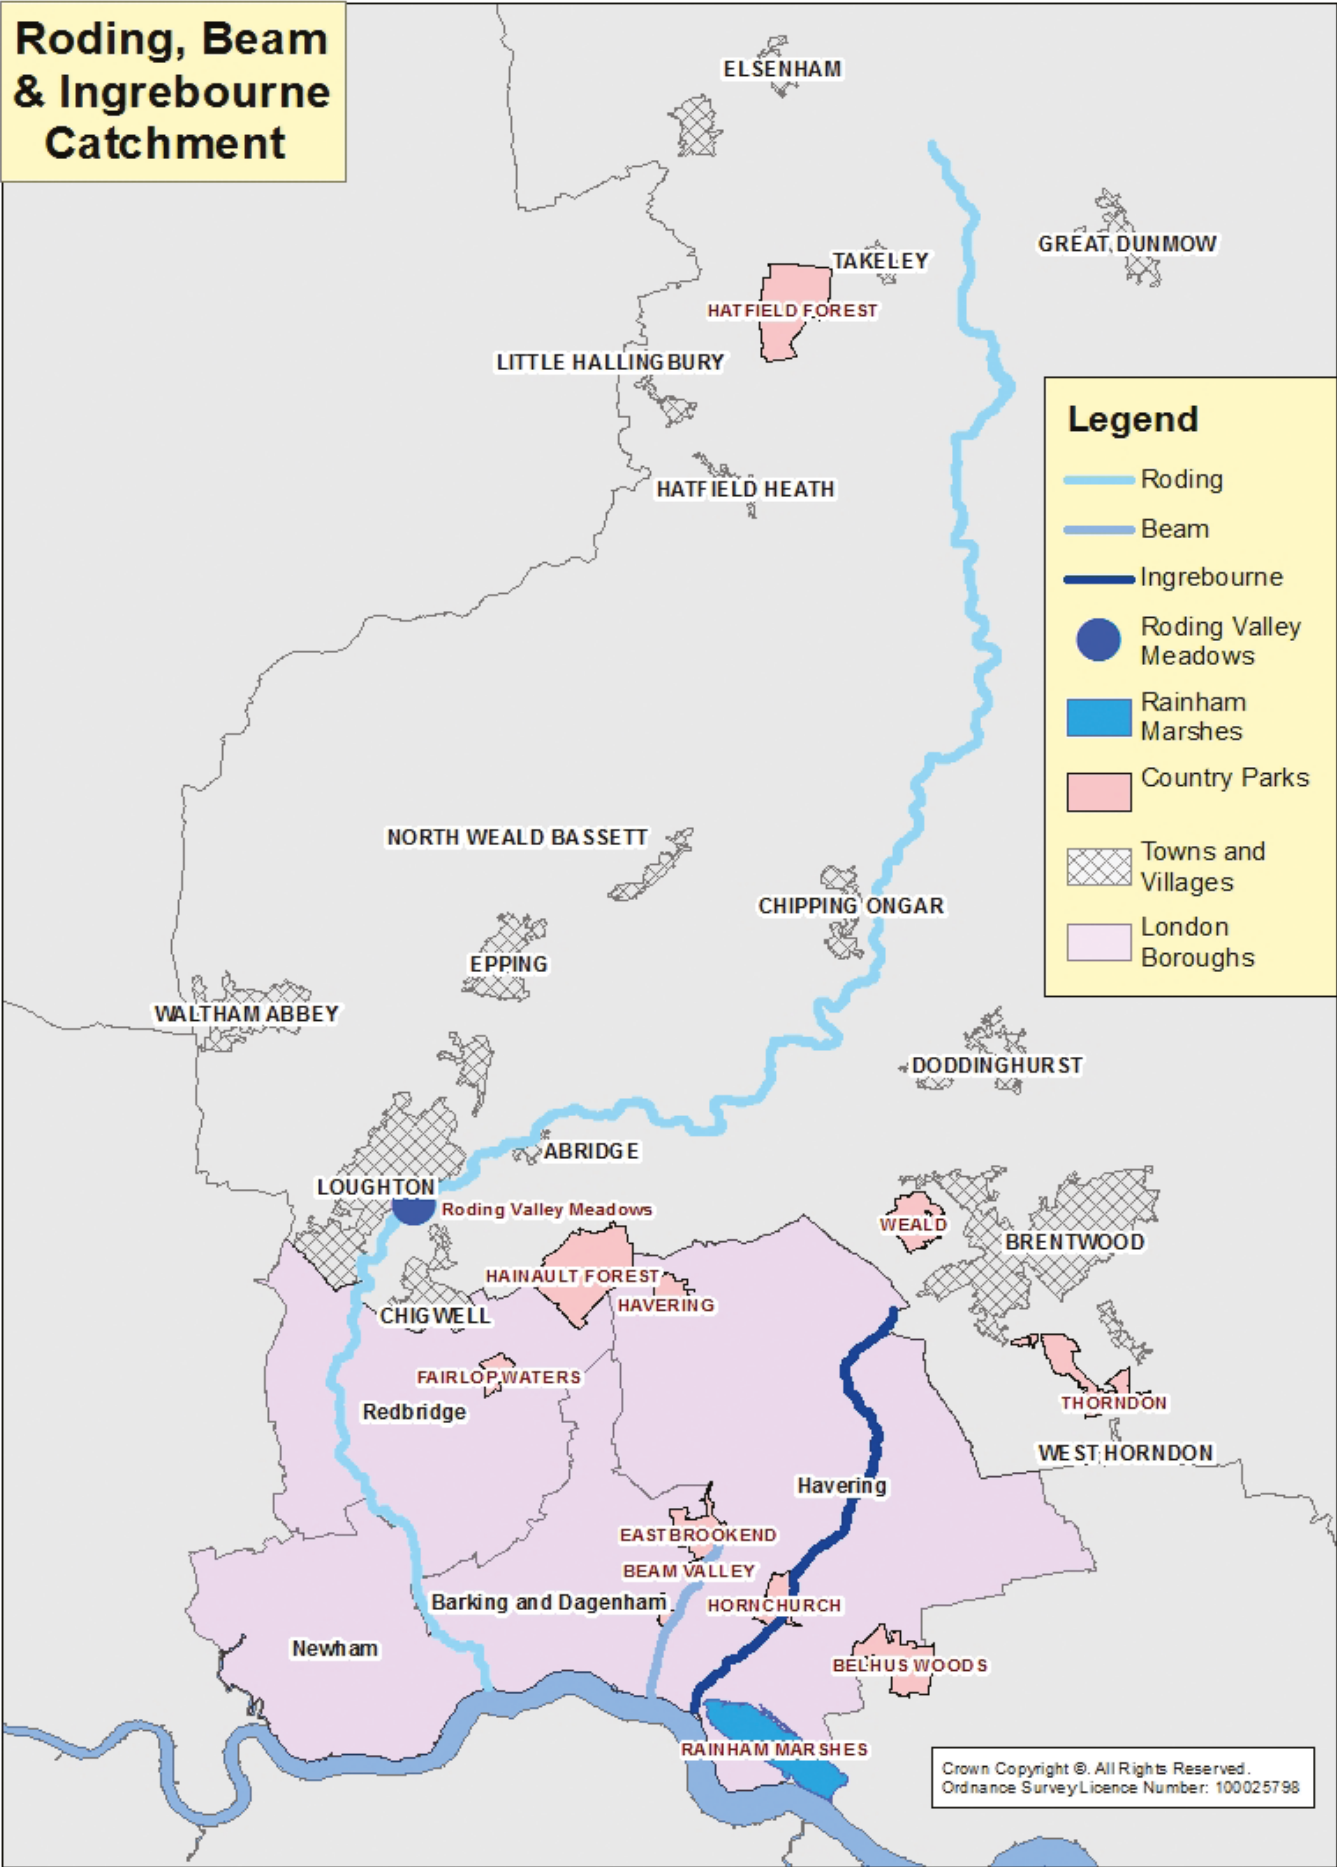 Roding, Beam
& Ingrebourne
Catchment
ELSENHAM
GREAT DUNMOW
TAKELEY
HATFIELD FOREST
LITTLE HALLINGBURY
HATFIELD HEATH
Legend
Roding
Beam
Ingrebourne
Roding Valley
Meadows
Rainham
Marshes
Country Parks
Towns and
Villages
London
Boroughs
NORTH WEALD BASSETT
CHIPPING ONGAR
EPPING
WALTHAM ABBEY
DODDINGHURST
ABRIDGE
LOUGHTON
Roding Valley Meadows
WEALD
BRENTWOOD
HAINAULT FOREST
HAVERING
CHIGWELL
FAIRLOP WATERS
THORNDON
Redbridge
WEST HORNDON
Havering
EASTBROOKEND
BEAM VALLEY
Barking and Dagenham
HORNCHURCH
Newham
BELHUS WOODS
RAINHAM MARSHES
Crown Copyright ©. All Rights Reserved.
Ordnance Survey Licence Number: 100025798